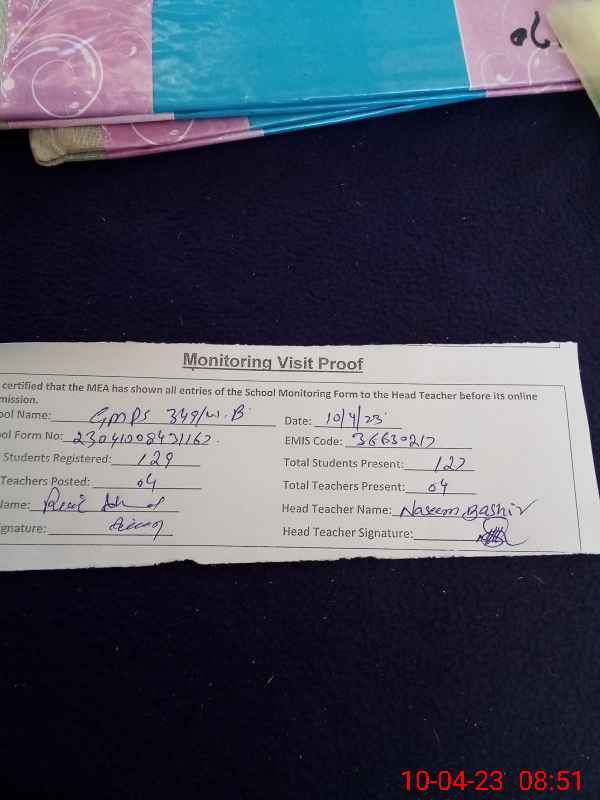 Monitoring Visit Proof
certified that the MEA has shown all entries of the School Monitoring Form to the Head Teacher before its online
mission.
ool Name: GMPS 349/W.B Date: 10/4/23
ool Form No: EMIS Code: 36630217
Students Registered: 129 Total Students Present: 127
Teachers Posted: 04 Total Teachers Present: 04
Name: Head Teacher Name: Naseem Bashir
gnature: Head Teacher Signature:
10-04-23 08:51